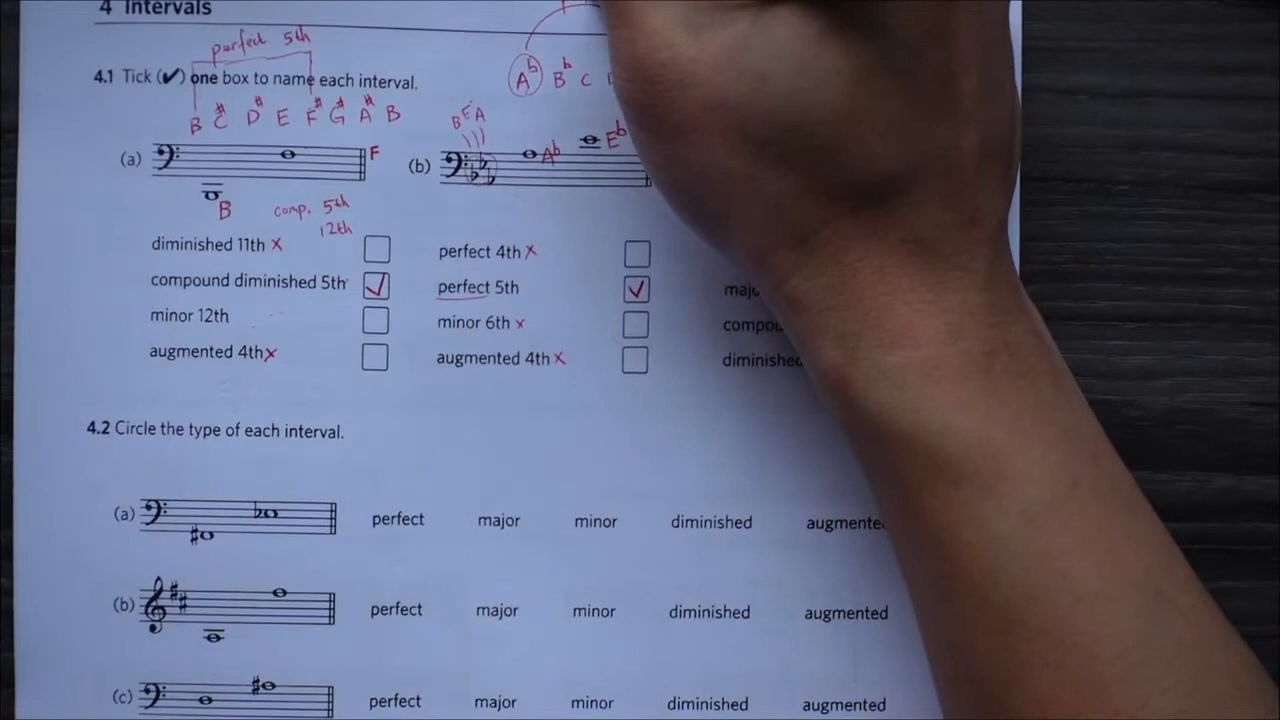 4 Intervals
perfect 5th
4.1 Tick (✔) one box to name each interval.
A♭ B♭ C
B C# D# E F# G# A# B
B E A
(a)
F
(b)
A♭
E♭
B
comp. 5th
12th
diminished 11th x
compound diminished 5th ✓
minor 12th
augmented 4th x
perfect 4th x
perfect 5th ✓
minor 6th x
augmented 4th x
diminished
4.2 Circle the type of each interval.
(a) perfect major minor diminished augmented
(b) perfect major minor diminished augmented
(c) perfect major minor diminished augmented